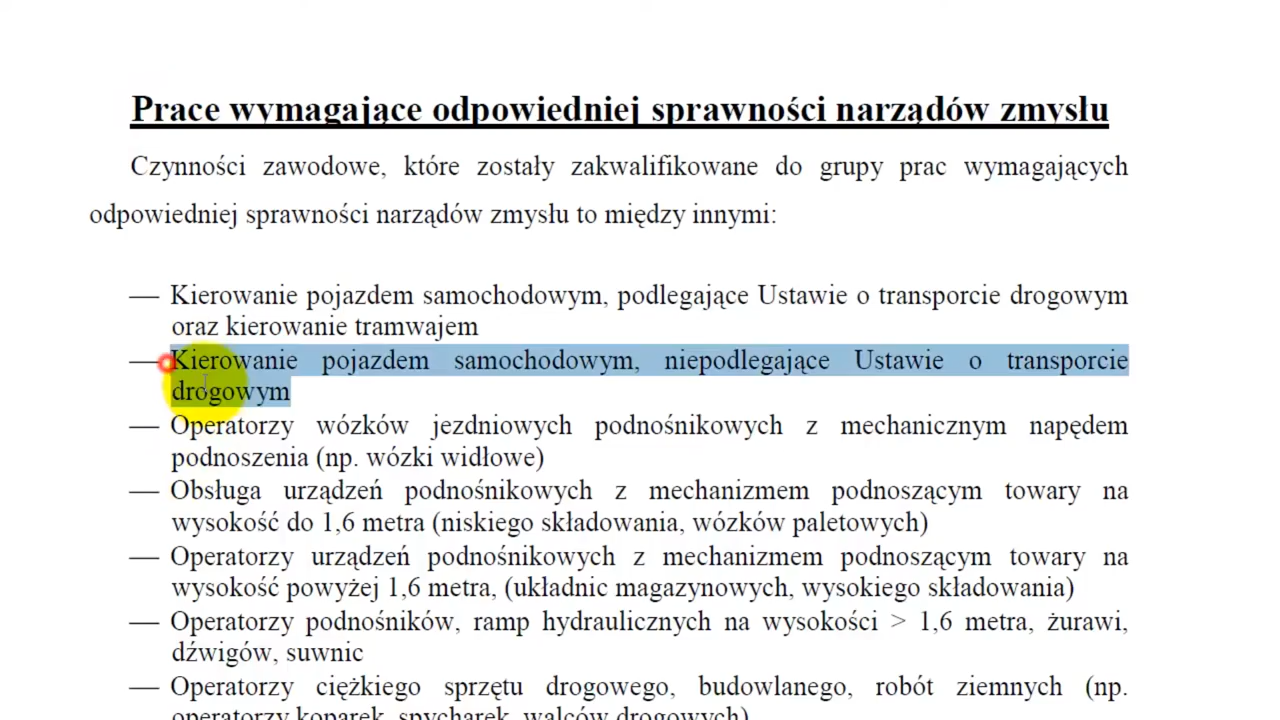 Prace wymagające odpowiedniej sprawności narządów zmysłu
Czynności zawodowe, które zostały zakwalifikowane do grupy prac wymagających
odpowiedniej sprawności narządów zmysłu to między innymi:
— Kierowanie pojazdem samochodowym, podlegające Ustawie o transporcie drogowym
oraz kierowanie tramwajem
— Kierowanie pojazdem samochodowym, niepodlegające Ustawie o transporcie
drogowym
— Operatorzy wózków jezdniowych podnośnikowych z mechanicznym napędem
podnoszenia (np. wózki widłowe)
— Obsługa urządzeń podnośnikowych z mechanizmem podnoszącym towary na
wysokość do 1,6 metra (niskiego składowania, wózków paletowych)
— Operatorzy urządzeń podnośnikowych z mechanizmem podnoszącym towary na
wysokość powyżej 1,6 metra, (układnic magazynowych, wysokiego składowania)
— Operatorzy podnośników, ramp hydraulicznych na wysokości > 1,6 metra, żurawi,
dźwigów, suwnic
— Operatorzy ciężkiego sprzętu drogowego, budowlanego, robót ziemnych (np.
operatorzy koparek, spycharek, walców drogowych)